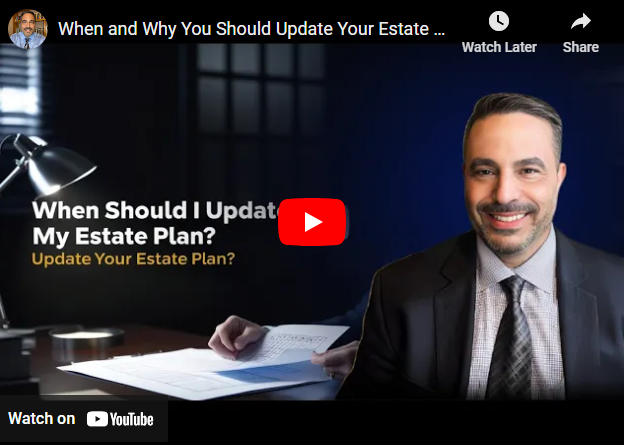 When and Why You Should Update Your Estate ...
Watch Later
Share
When Should I Update
My Estate Plan?
Update Your Estate Plan?
Watch on YouTube